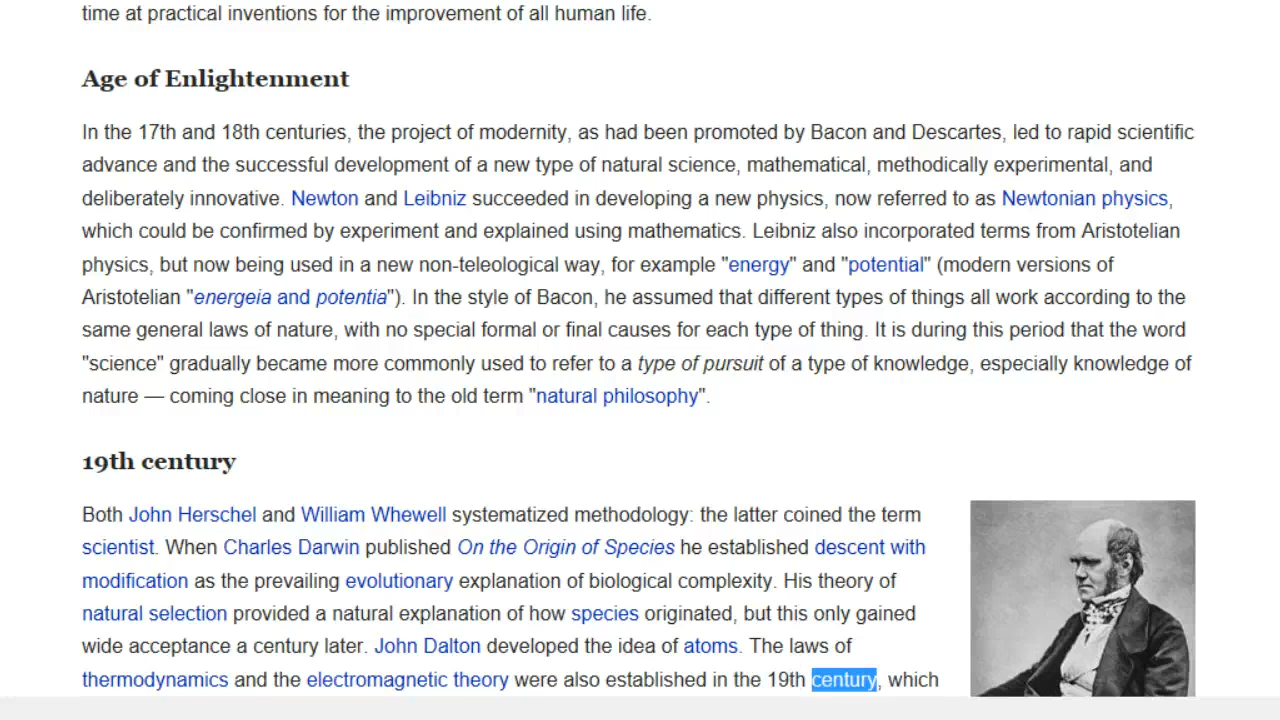 time at practical inventions for the improvement of all human life.
Age of Enlightenment
In the 17th and 18th centuries, the project of modernity, as had been promoted by Bacon and Descartes, led to rapid scientific
advance and the successful development of a new type of natural science, mathematical, methodically experimental, and
deliberately innovative. Newton and Leibniz succeeded in developing a new physics, now referred to as Newtonian physics,
which could be confirmed by experiment and explained using mathematics. Leibniz also incorporated terms from Aristotelian
physics, but now being used in a new non-teleological way, for example "energy" and "potential" (modern versions of
Aristotelian "energeia and potentia"). In the style of Bacon, he assumed that different types of things all work according to the
same general laws of nature, with no special formal or final causes for each type of thing. It is during this period that the word
"science" gradually became more commonly used to refer to a type of pursuit of a type of knowledge, especially knowledge of
nature — coming close in meaning to the old term "natural philosophy".
19th century
Both John Herschel and William Whewell systematized methodology: the latter coined the term
scientist. When Charles Darwin published On the Origin of Species he established descent with
modification as the prevailing evolutionary explanation of biological complexity. His theory of
natural selection provided a natural explanation of how species originated, but this only gained
wide acceptance a century later. John Dalton developed the idea of atoms. The laws of
thermodynamics and the electromagnetic theory were also established in the 19th century, which